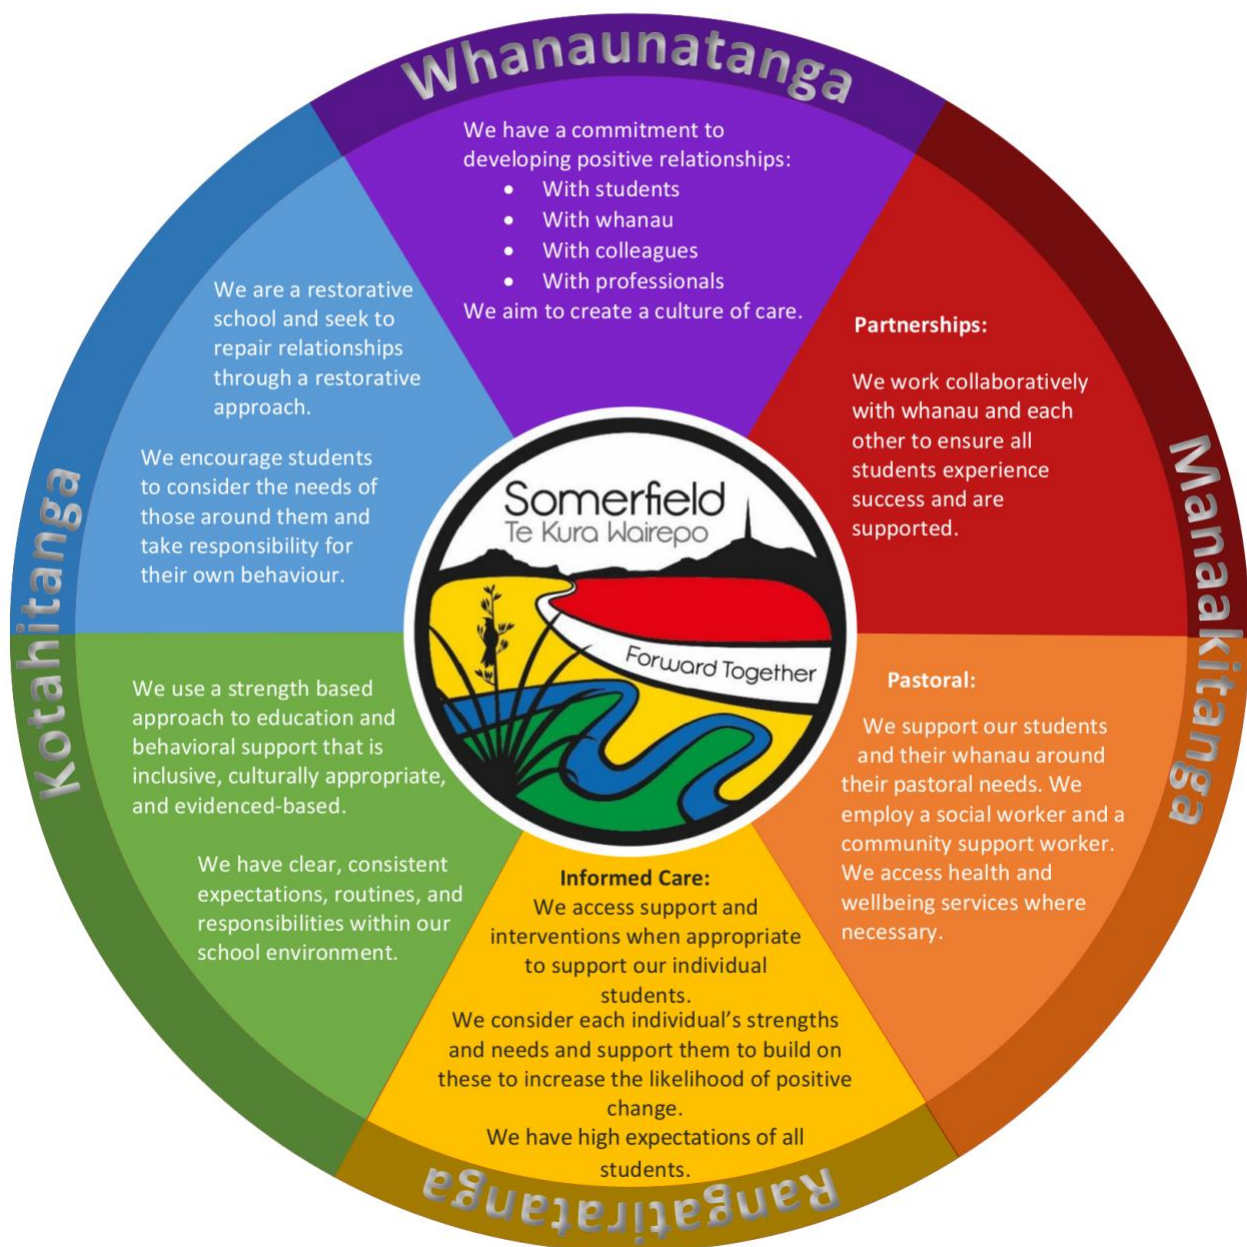 Whanaunatanga
We have a commitment to
developing positive relationships:
• With students
• With whanau
• With colleagues
• With professionals
We aim to create a culture of care.
Manaakitanga
Partnerships:
We work collaboratively
with whanau and each
other to ensure all
students experience
success and are
supported.
Pastoral:
We support our students
and their whanau around
their pastoral needs. We
employ a social worker and a
community support worker.
We access health and
wellbeing services where
necessary.
Rangatiratanga
Informed Care:
We access support and
interventions when appropriate
to support our individual
students.
We consider each individual’s strengths
and needs and support them to build on
these to increase the likelihood of positive
change.
We have high expectations of all
students.
Kotahitanga
We use a strength based
approach to education and
behavioral support that is
inclusive, culturally appropriate,
and evidenced-based.
We have clear, consistent
expectations, routines, and
responsibilities within our
school environment.
We are a restorative
school and seek to
repair relationships
through a restorative
approach.
We encourage students
to consider the needs of
those around them and
take responsibility for
their own behaviour.
Somerfield
Te Kura Wairepo
Forward Together